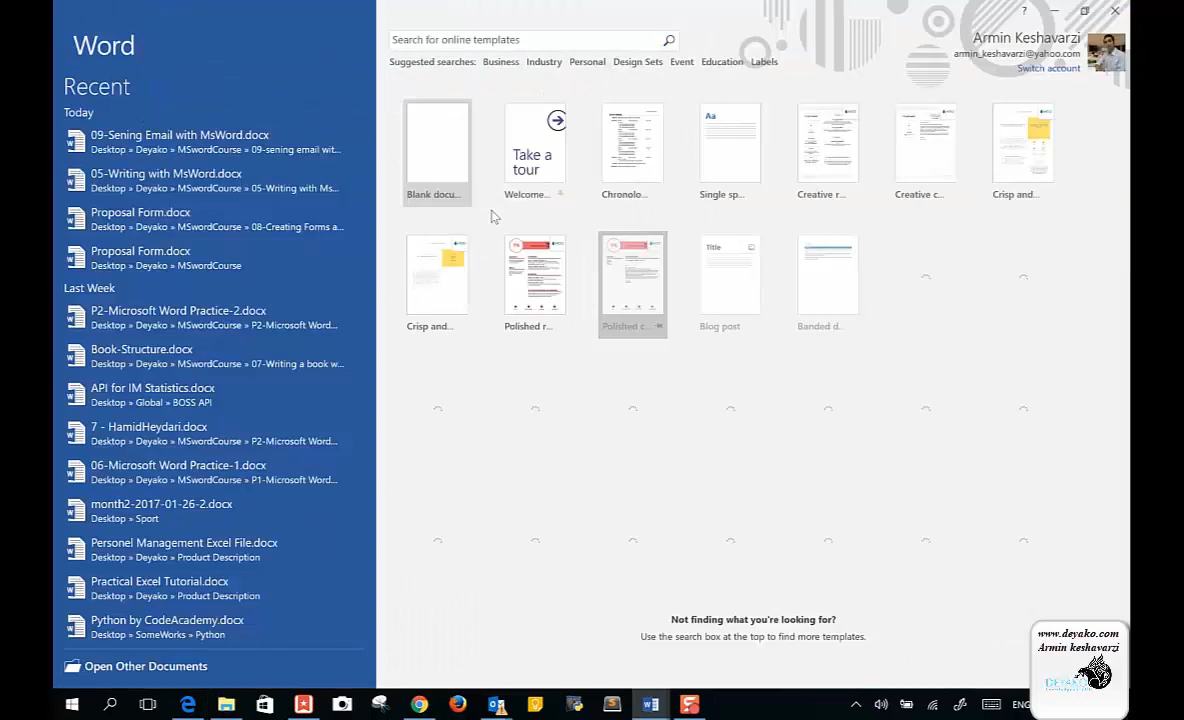 Word
Recent
Today
09-Sening Email with MsWord.docx
Desktop » Deyako » MSwordCourse » 09-sening email wit...
05-Writing with MsWord.docx
Desktop » Deyako » MSwordCourse » 05-Writing with Ms...
Proposal Form.docx
Desktop » Deyako » MSwordCourse » 08-Creating Forms a...
Proposal Form.docx
Desktop » Deyako » MSwordCourse
Last Week
P2-Microsoft Word Practice-2.docx
Desktop » Deyako » MSwordCourse » P2-Microsoft Word...
Book-Structure.docx
Desktop » Deyako » MSwordCourse » 07-Writing a book w...
API for IM Statistics.docx
Desktop » Global » BOSS API
7 - HamidHeydari.docx
Desktop » Deyako » MSwordCourse » P2-Microsoft Word...
06-Microsoft Word Practice-1.docx
Desktop » Deyako » MSwordCourse » P1-Microsoft Word...
month2-2017-01-26-2.docx
Desktop » Sport
Personel Management Excel File.docx
Desktop » Deyako » Product Description
Practical Excel Tutorial.docx
Desktop » Deyako » Product Description
Python by CodeAcademy.docx
Desktop » SomeWorks » Python
Open Other Documents
Search for online templates
Suggested searches: Business Industry Personal Design Sets Event Education Labels
Armin Keshavarzi
armin_keshavarzi@yahoo.com
Switch account
Take a
tour
Aa
Blank docu... Welcome... Chronolo... Single sp... Creative r... Creative c... Crisp and...
Title
Crisp and... Polished r... Polished c... Blog post Banded d...
Not finding what you're looking for?
Use the search box at the top to find more templates.
www.deyako.com
Armin keshavarzi
DEYAKO
ENG